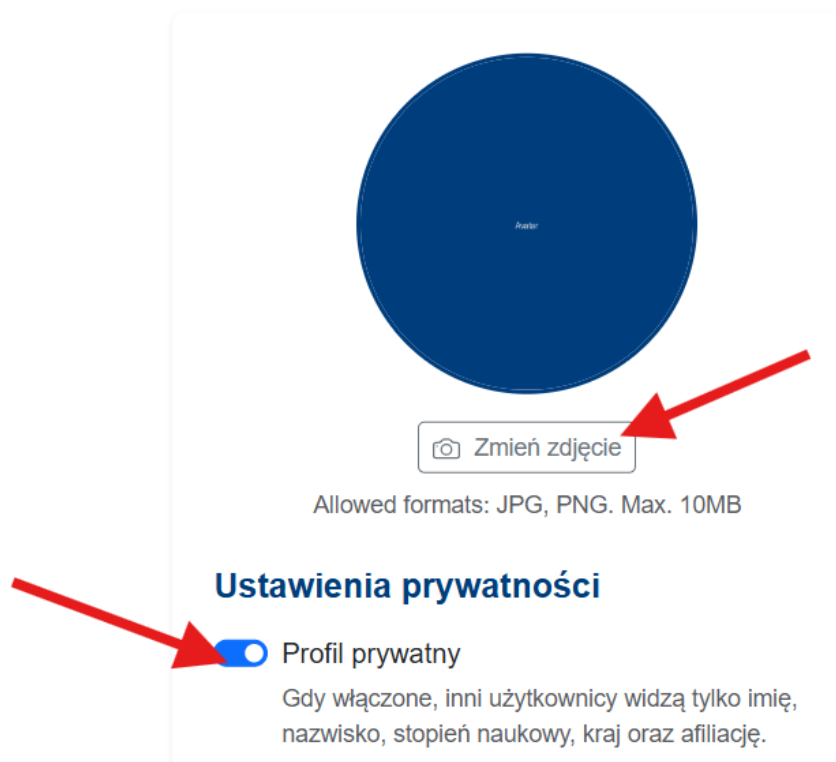 Avatar
Zmień zdjęcie
Allowed formats: JPG, PNG. Max. 10MB
Ustawienia prywatności
Profil prywatny
Gdy włączone, inni użytkownicy widzą tylko imię,
nazwisko, stopień naukowy, kraj oraz afiliację.